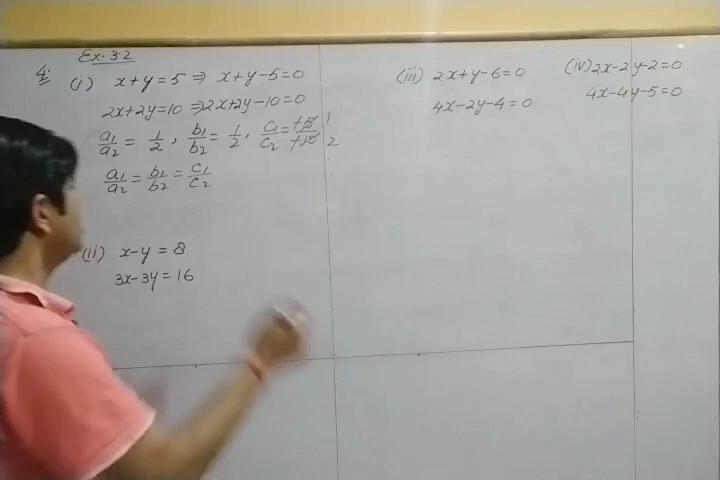 Ex. 3.2
4. (i) x+y=5 ⇒ x+y-5=0
2x+2y=10 ⇒ 2x+2y-10=0
a₁/a₂ = 1/2 , b₁/b₂ = 1/2 , c₁/c₂ = +5/+10 1/2
a₁/a₂ = b₁/b₂ = c₁/c₂
(ii) x-y = 8
3x-3y = 16
(iii) 2x+y-6=0
4x-2y-4=0
(iv) 2x-2y-2=0
4x-4y-5=0